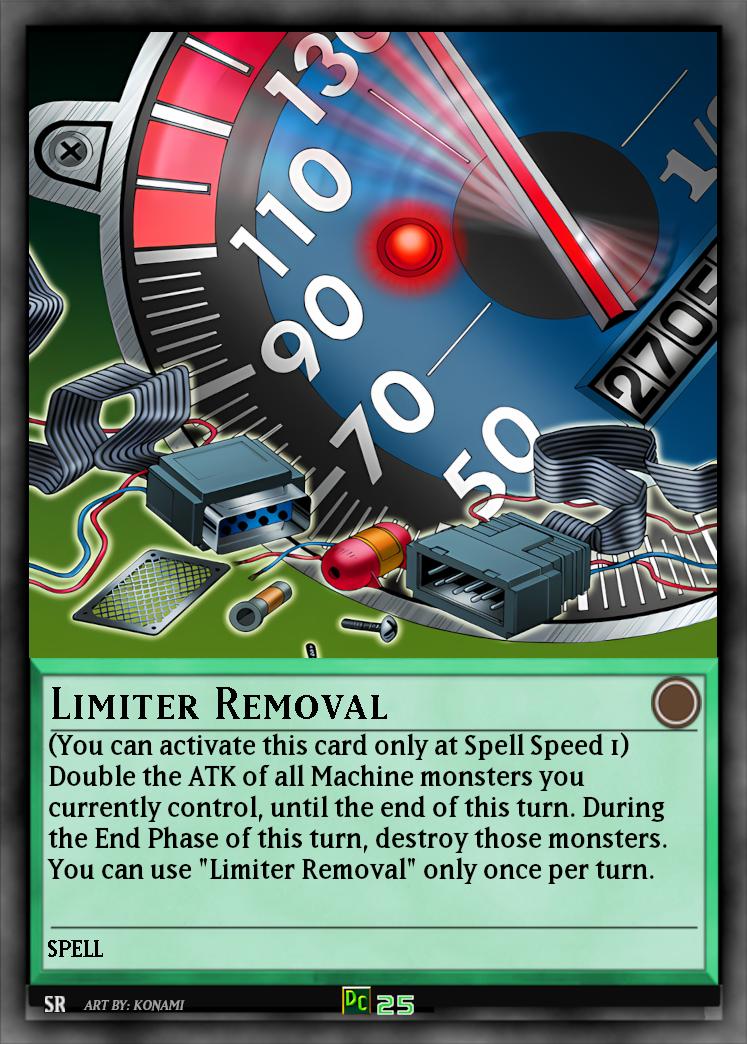 130
110
90
70
50
1/
2705
LIMITER REMOVAL
(You can activate this card only at Spell Speed 1)
Double the ATK of all Machine monsters you
currently control, until the end of this turn. During
the End Phase of this turn, destroy those monsters.
You can use "Limiter Removal" only once per turn.
SPELL
SR ART BY: KONAMI DC 25